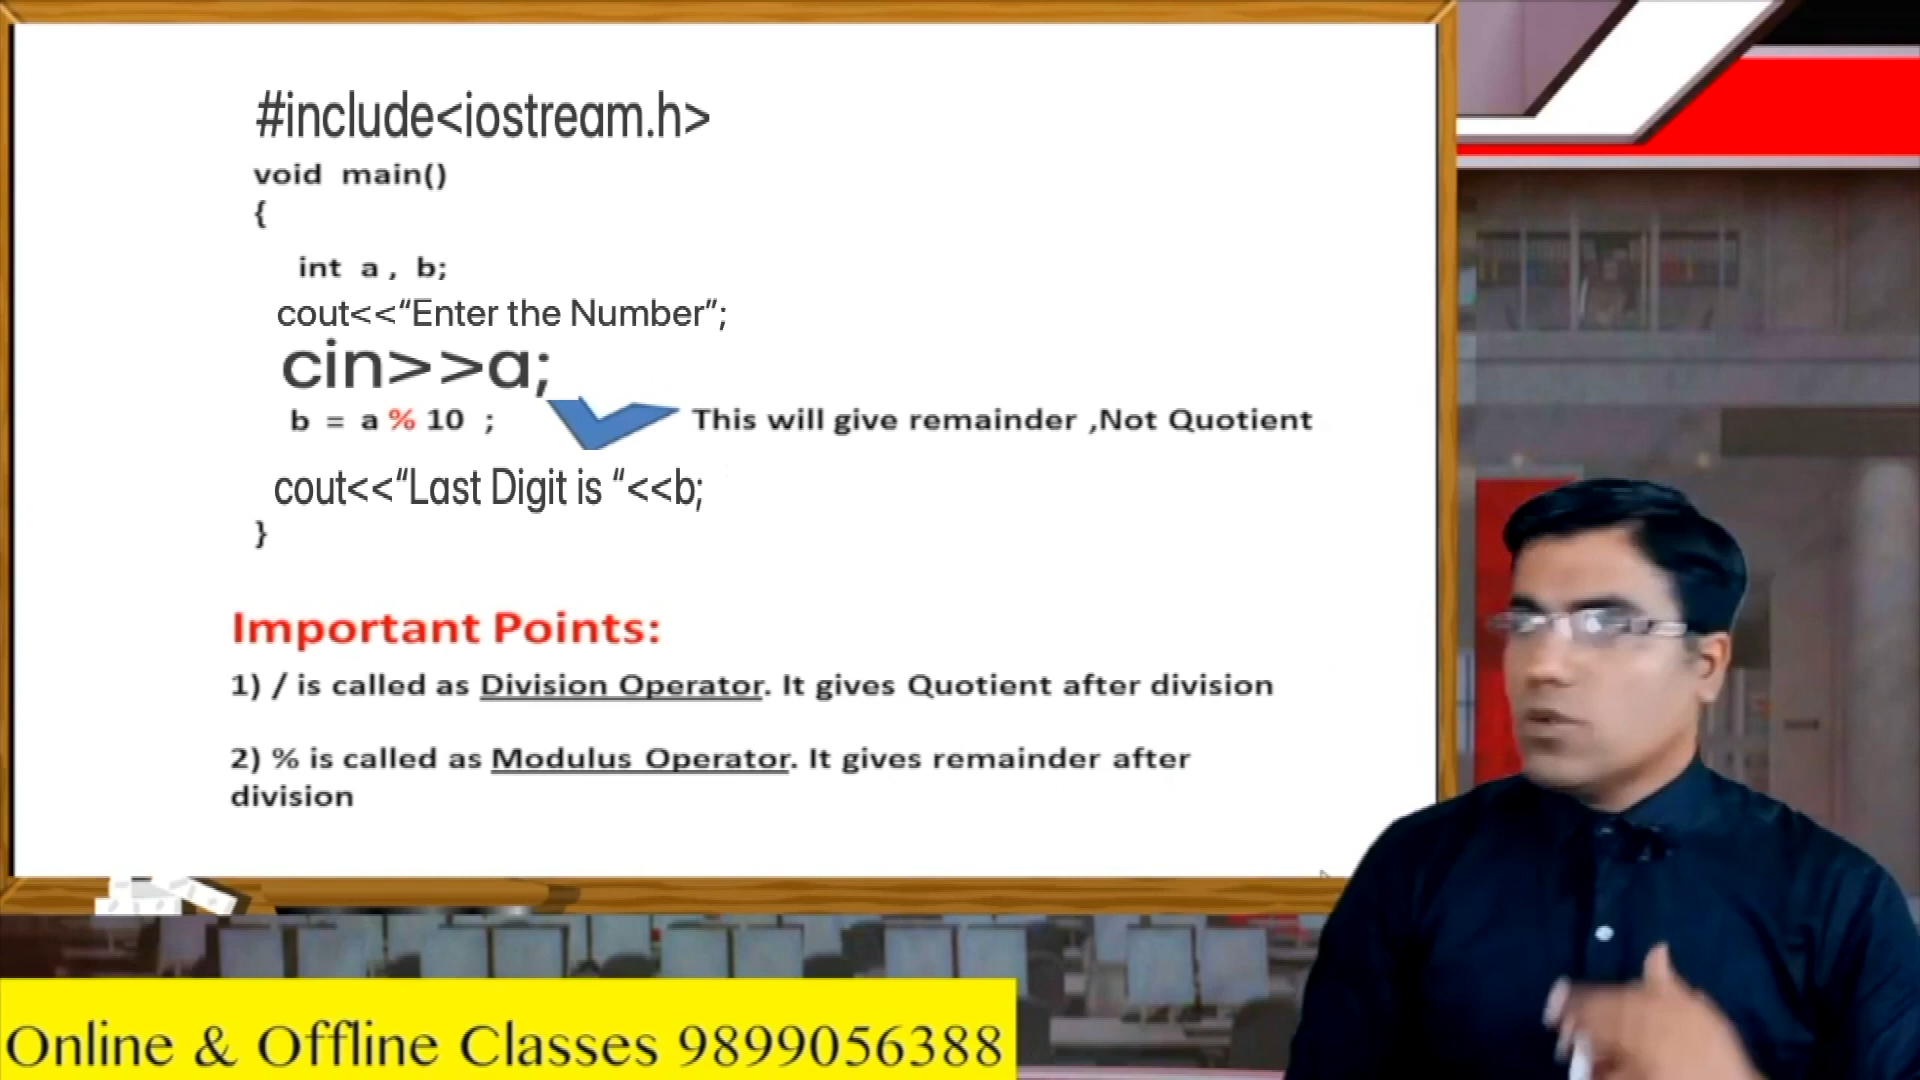 #include<iostream.h>
void main()
{
int a , b;
cout<<“Enter the Number”;
cin>>a;
b = a % 10 ; This will give remainder ,Not Quotient
cout<<“Last Digit is “<<b;
}
Important Points:
1) / is called as Division Operator. It gives Quotient after division
2) % is called as Modulus Operator. It gives remainder after
division
Online & Offline Classes 9899056388